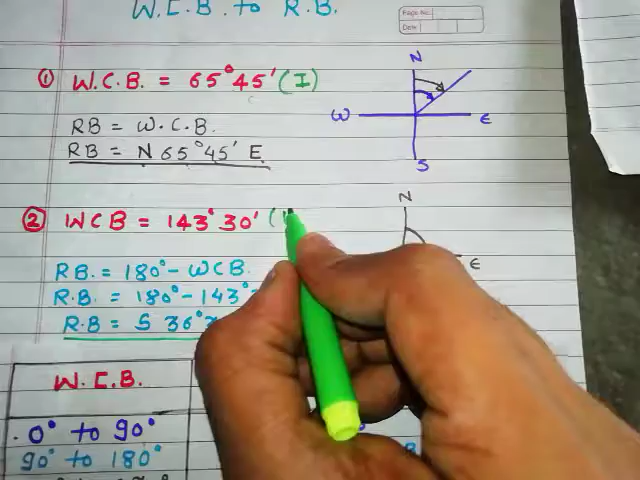 W.C.B to R.B.
Page No.:
Date:
① W.C.B. = 65°45' (I)
N
W E
S
RB = W.C.B.
RB = N 65°45' E
② WCB = 143°30' (
N
E
RB = 180° - WCB.
R.B. = 180° - 143°
R.B = S 36°
W.C.B.
0° to 90°
90° to 180°